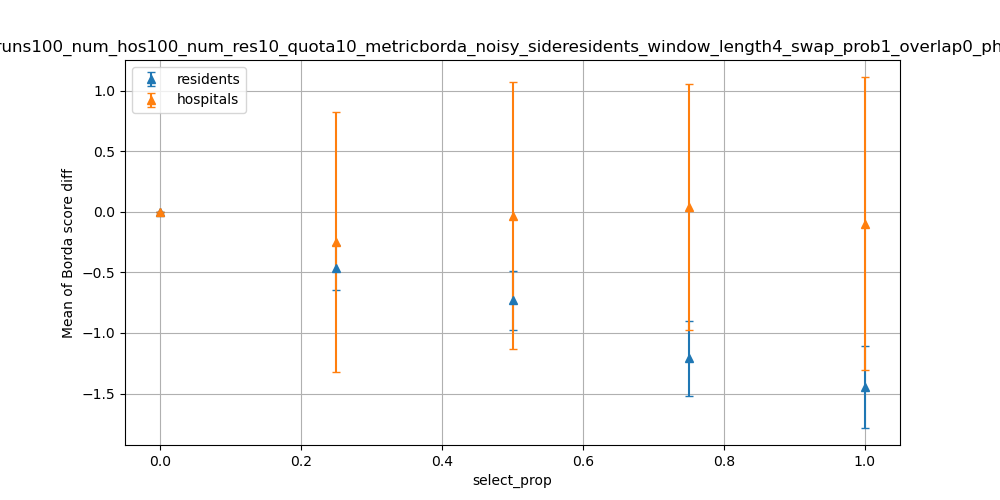 runs100_num_hos100_num_res10_quota10_metricborda_noisy_sideresidents_window_length4_swap_prob1_overlap0_ph
residents
hospitals
1.0
0.5
0.0
−0.5
−1.0
−1.5
Mean of Borda score diff
0.0 0.2 0.4 0.6 0.8 1.0
select_prop